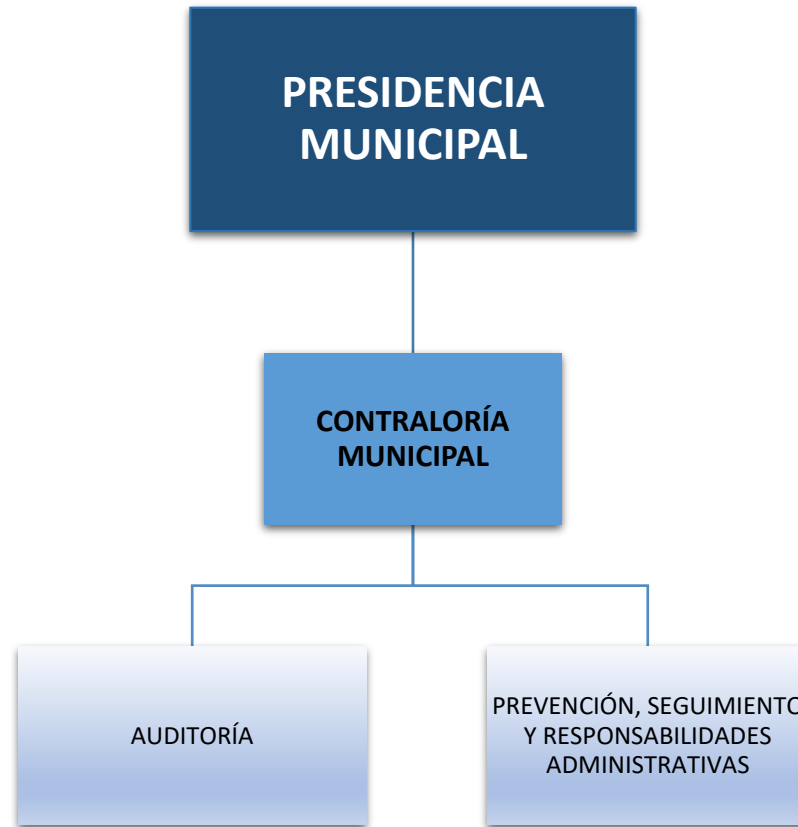 PRESIDENCIA
MUNICIPAL
CONTRALORÍA
MUNICIPAL
AUDITORÍA
PREVENCIÓN, SEGUIMIENTO
Y RESPONSABILIDADES
ADMINISTRATIVAS